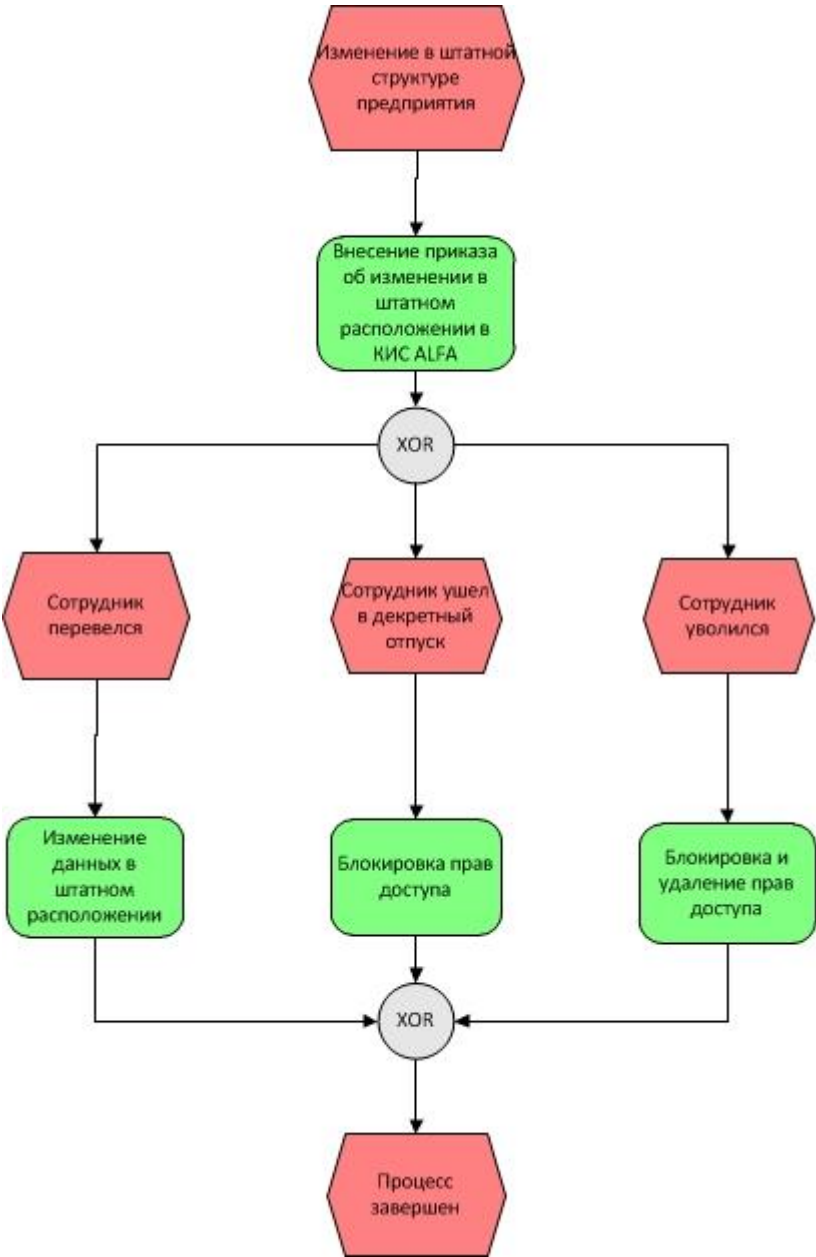 Изменение в штатной
структуре
предприятия
Внесение приказа
об изменении в
штатном
расположении в
КИС ALFA
XOR
Сотрудник
перевелся
Сотрудник ушел
в декретный
отпуск
Сотрудник
уволился
Изменение
данных в
штатном
расположении
Блокировка прав
доступа
Блокировка и
удаление прав
доступа
XOR
Процесс
завершен